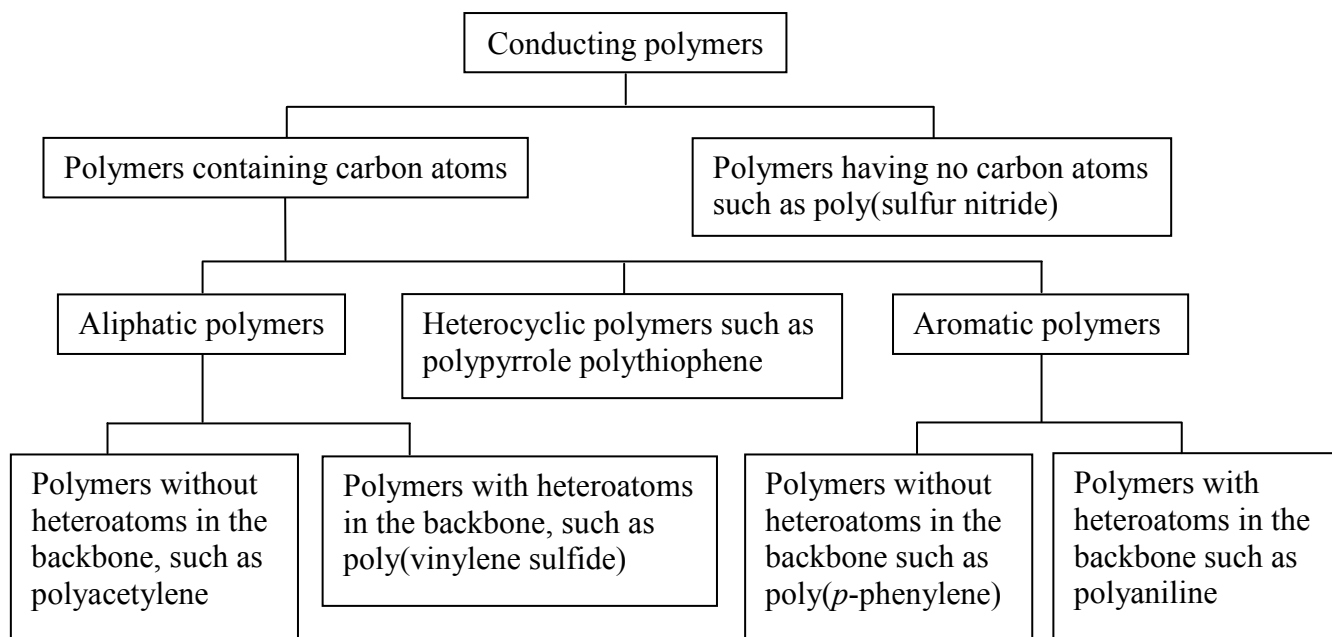 Conducting polymers
Polymers containing carbon atoms
Polymers having no carbon atoms
such as poly(sulfur nitride)
Aliphatic polymers
Heterocyclic polymers such as
polypyrrole polythiophene
Aromatic polymers
Polymers without
heteroatoms in the
backbone, such as
polyacetylene
Polymers with heteroatoms
in the backbone, such as
poly(vinylene sulfide)
Polymers without
heteroatoms in the
backbone such as
poly(p-phenylene)
Polymers with
heteroatoms in the
backbone such as
polyaniline